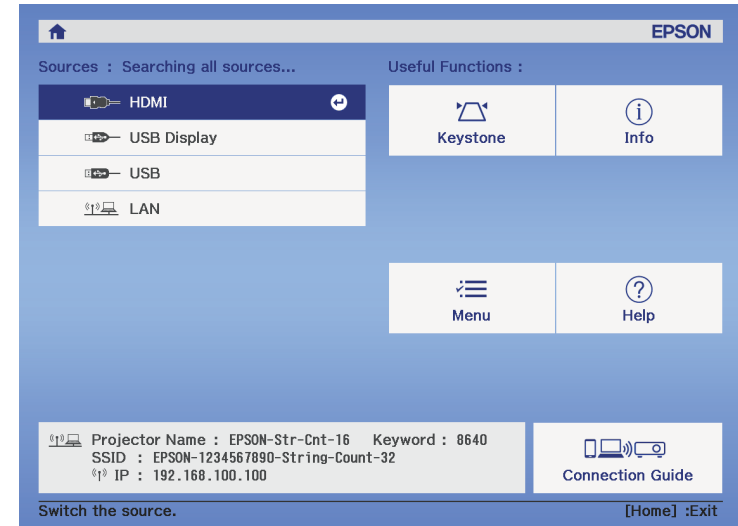 EPSON
Sources : Searching all sources...
HDMI
USB Display
USB
LAN
Useful Functions :
Keystone
Info
Menu
Help
Projector Name : EPSON-Str-Cnt-16 Keyword : 8640
SSID : EPSON-1234567890-String-Count-32
IP : 192.168.100.100
Connection Guide
Switch the source.
[Home] :Exit